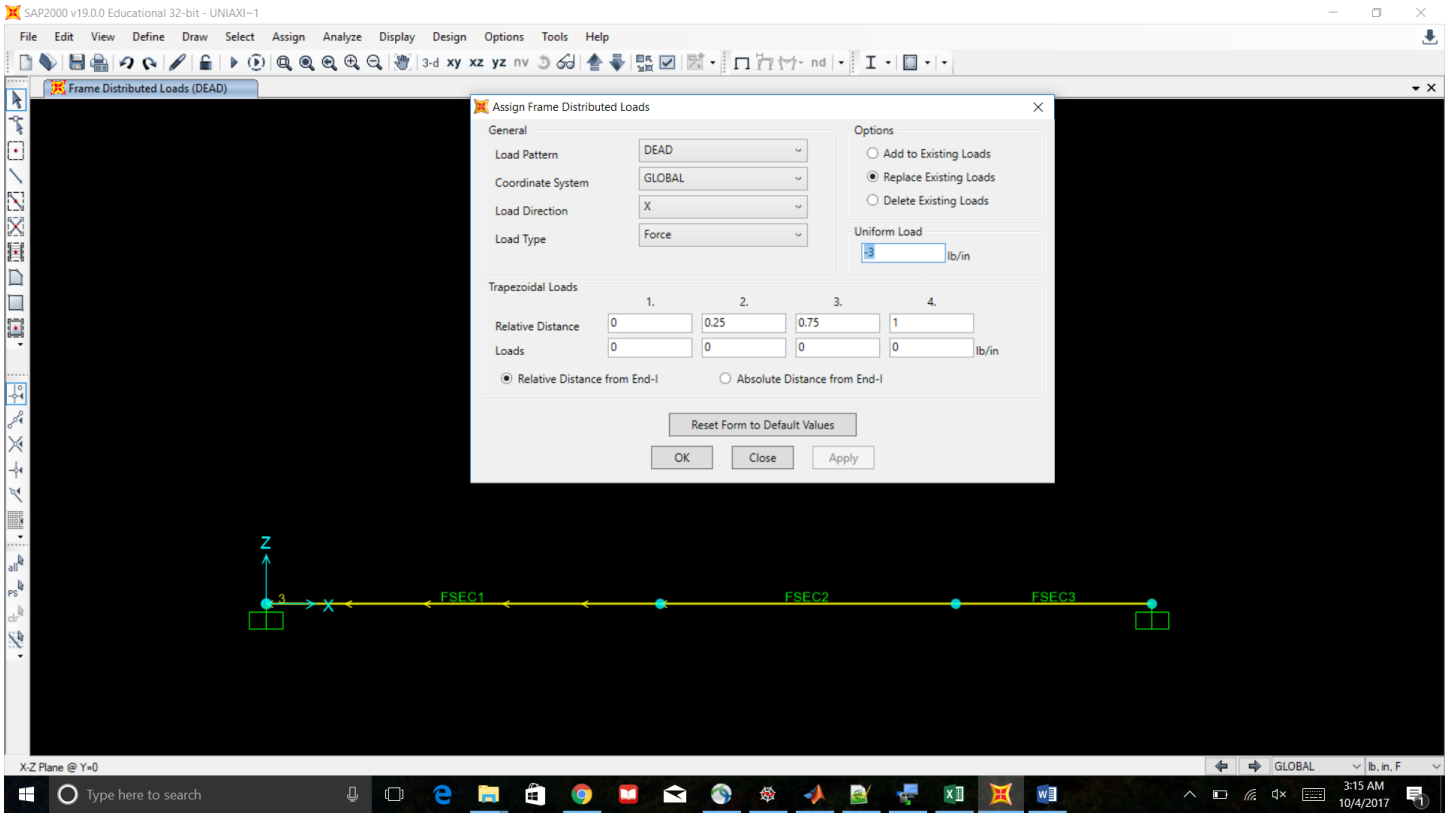 SAP2000 v19.0.0 Educational 32-bit - UNIAXI~1
File Edit View Define Draw Select Assign Analyze Display Design Options Tools Help
3-d xy xz yz nv nd
Frame Distributed Loads (DEAD)
Assign Frame Distributed Loads
General
Load Pattern DEAD
Coordinate System GLOBAL
Load Direction X
Load Type Force
Options
Add to Existing Loads
Replace Existing Loads
Delete Existing Loads
Uniform Load
-3 lb/in
Trapezoidal Loads
1. 2. 3. 4.
Relative Distance 0 0.25 0.75 1
Loads 0 0 0 0 lb/in
Relative Distance from End-I Absolute Distance from End-I
Reset Form to Default Values
OK Close Apply
all
PS
clr
Z
3 X FSEC1 FSEC2 FSEC3
X-Z Plane @ Y=0 GLOBAL lb, in, F
Type here to search
3:15 AM
10/4/2017
1